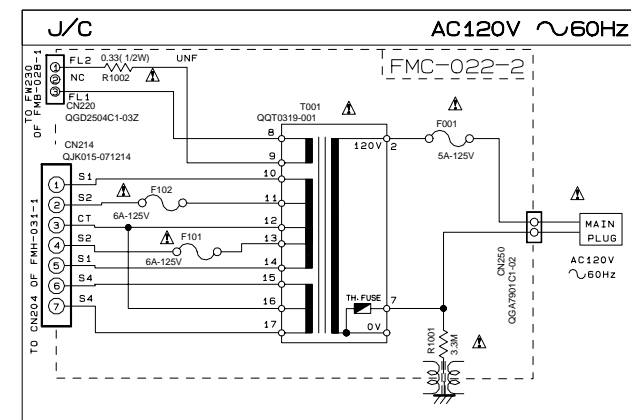 J/C
AC120V ∿60Hz
FMC-022-2
TO FW230
OF FMB-028-1
1
2
3
FL2
NC
FL1
0.33( 1/2W)
R1002
UNF
CN220
QGD2504C1-03Z
CN214
QJK015-071214
TO CN204 OF FMH-031-1
1
2
3
4
5
6
7
S1
S2
CT
S2
S1
S4
S4
F102
6A-125V
F101
6A-125V
T001
QQT0319-001
8
9
10
11
12
13
14
15
16
17
120V
2
TH.FUSE
7
0V
F001
5A-125V
CN250
QGA7901C1-02
MAIN
PLUG
AC120V
∿60Hz
R1001
3.3M